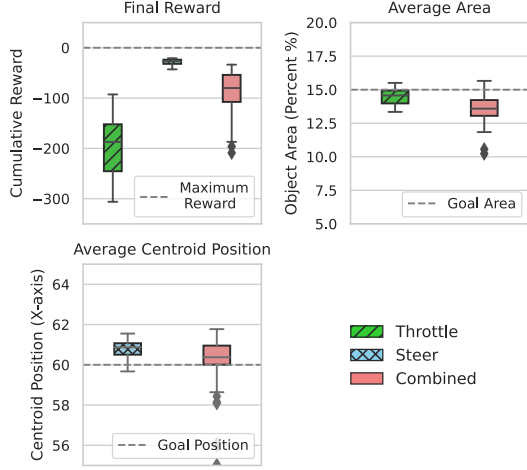 Final Reward
Cumulative Reward
0
−100
−200
−300
Maximum
Reward
Average Area
Object Area (Percent %)
20.0
17.5
15.0
12.5
10.0
7.5
5.0
Goal Area
Average Centroid Position
Centroid Position (X-axis)
64
62
60
58
56
Goal Position
Throttle
Steer
Combined